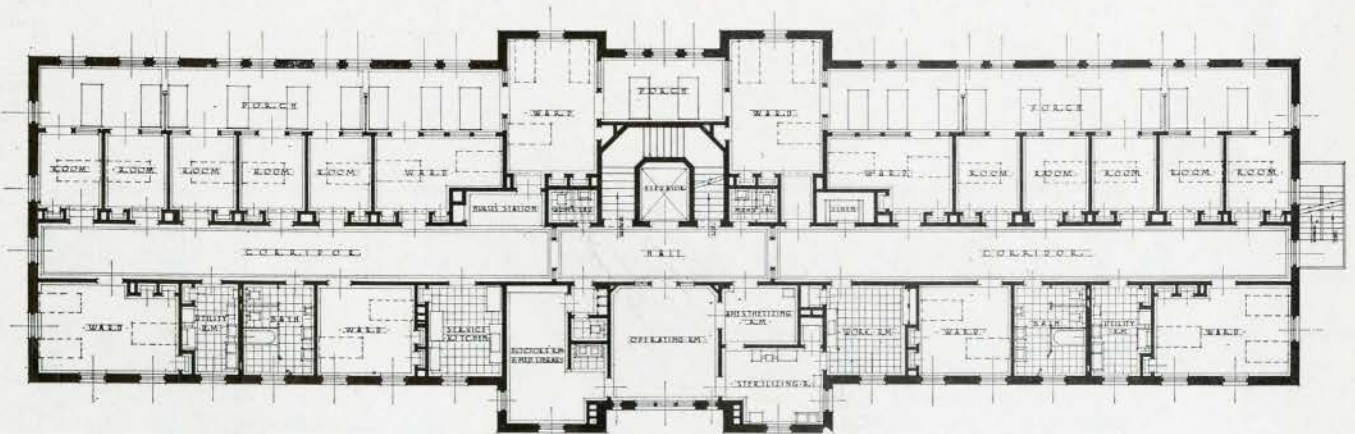 PORCH
WARD
PORCH
WARD
PORCH
ROOM
ROOM
ROOM
ROOM
ROOM
WARD
ELEVATOR
WARD
ROOM
ROOM
ROOM
ROOM
ROOM
NURSES STATION
LINEN
CORRIDOR
HALL
CORRIDOR
WARD
UTILITY
RM
BATH
WARD
SERVICE
KITCHEN
DOCTORS RM
& MED LIBRARY
OPERATING RM
ANESTHETIZING
RM
STERILIZING R
WORK RM
WARD
BATH
UTILITY
RM
WARD